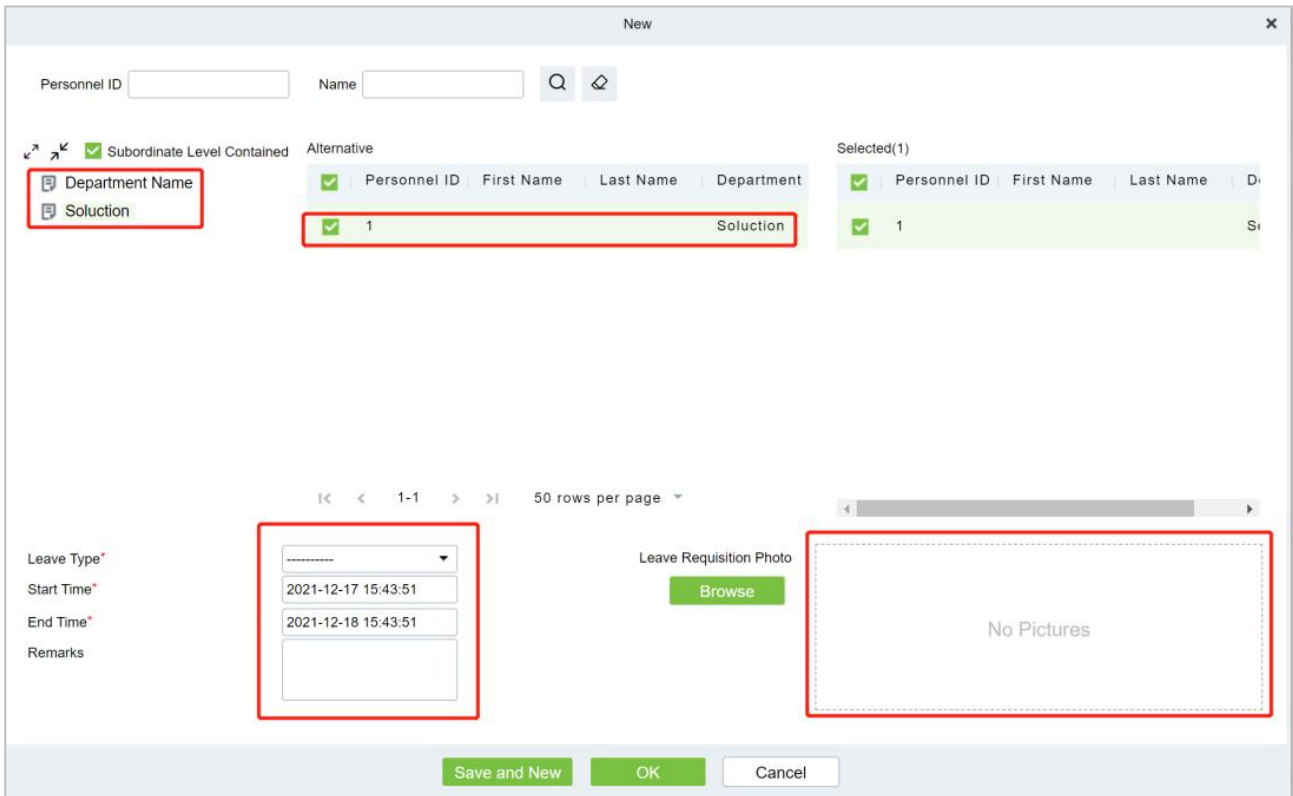 New
Personnel ID
Name
Subordinate Level Contained
Department Name
Soluction
Alternative
Personnel ID First Name Last Name Department
1 Soluction
1-1
50 rows per page
Selected(1)
Personnel ID First Name Last Name D
1 S
Leave Type*
----------
Start Time*
2021-12-17 15:43:51
End Time*
2021-12-18 15:43:51
Remarks
Leave Requisition Photo
Browse
No Pictures
Save and New
OK
Cancel